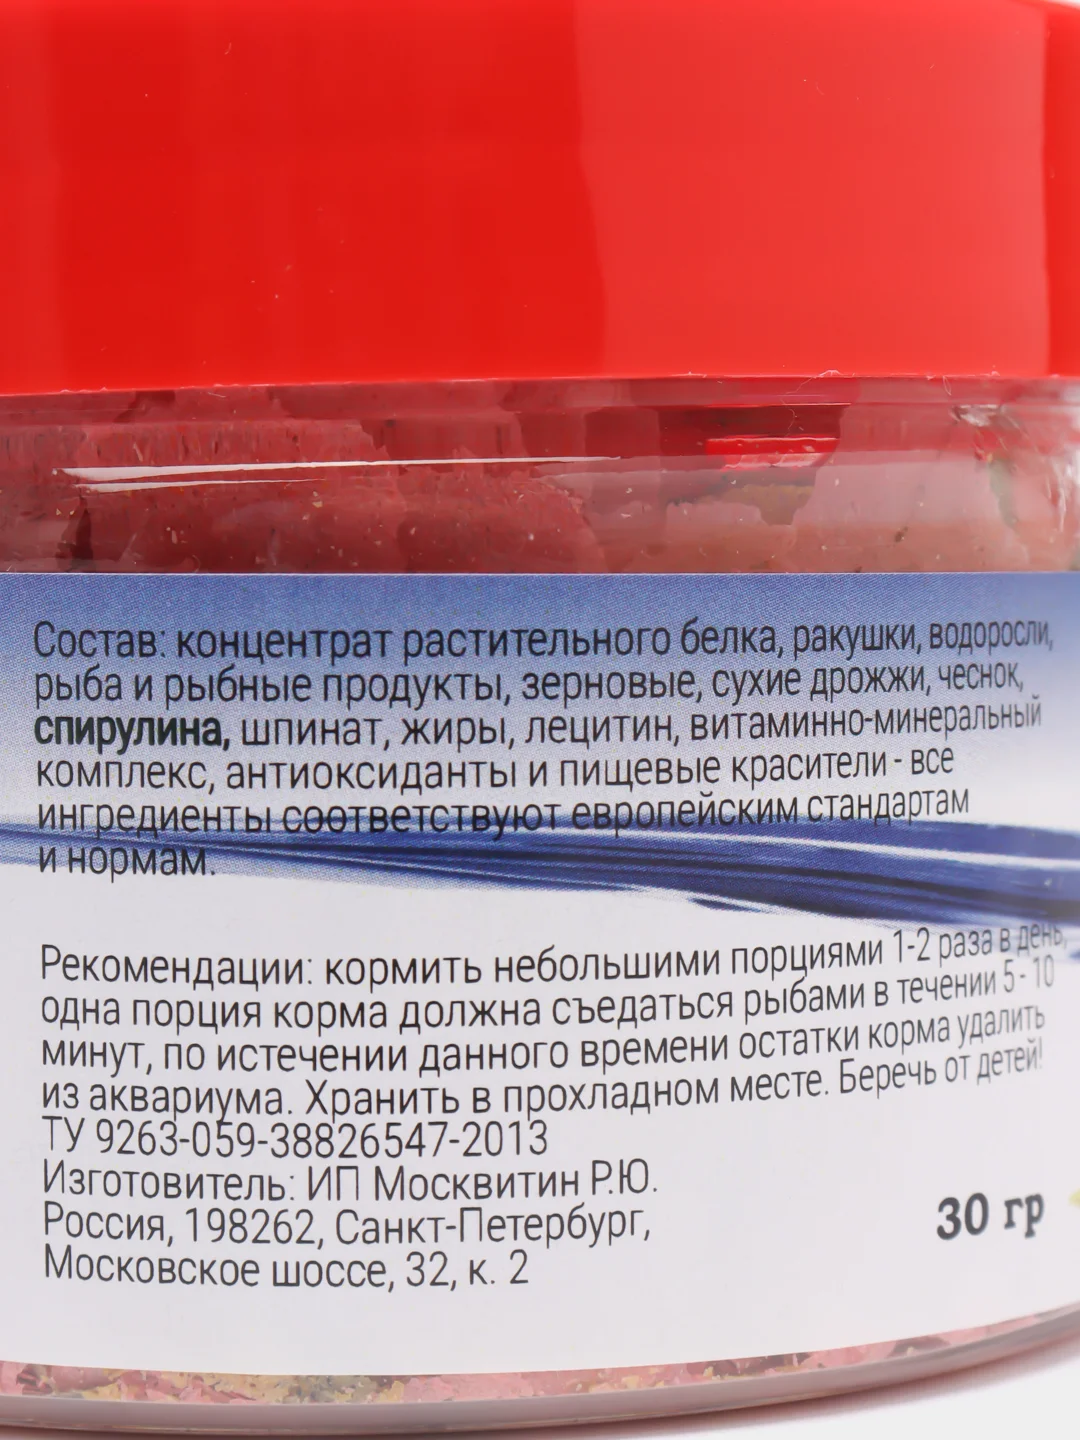 Состав: концентрат растительного белка, ракушки, водоросли,
рыба и рыбные продукты, зерновые, сухие дрожжи, чеснок,
спирулина, шпинат, жиры, лецитин, витаминно-минеральный
комплекс, антиоксиданты и пищевые красители - все
ингредиенты соответствуют европейским стандартам
и нормам.
Рекомендации: кормить небольшими порциями 1-2 раза в день,
одна порция корма должна съедаться рыбами в течении 5 - 10
минут, по истечении данного времени остатки корма удалить
из аквариума. Хранить в прохладном месте. Беречь от детей!
ТУ 9263-059-38826547-2013
Изготовитель: ИП Москвитин Р.Ю.
Россия, 198262, Санкт-Петербург,
Московское шоссе, 32, к. 2
30 гр